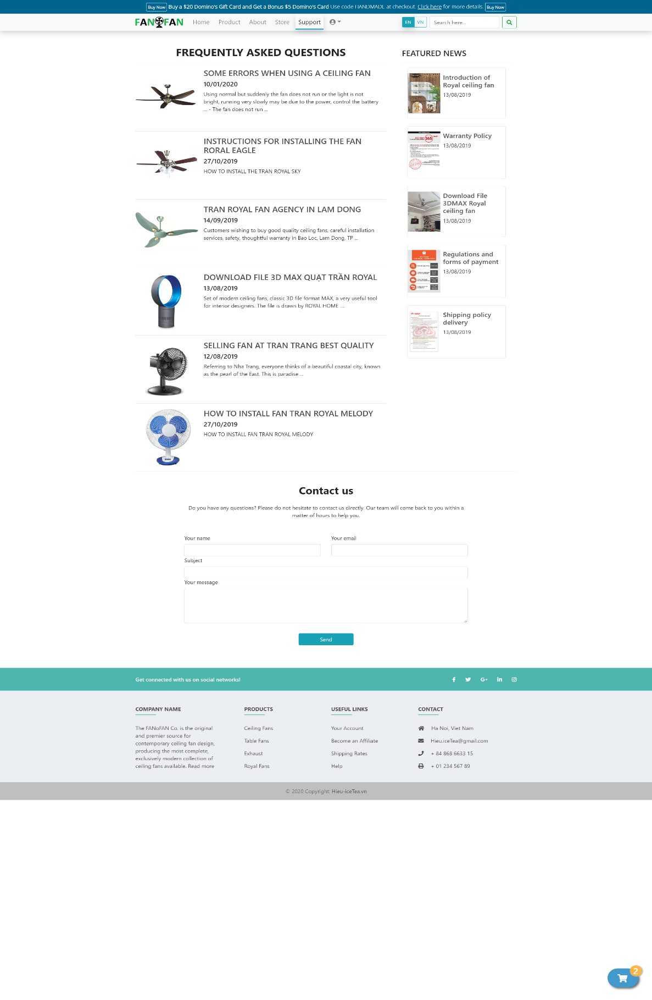 Buy Now Buy a $20 Domino's Gift Card and Get a Bonus $5 Domino's Card Use code HANDMADE at checkout. Click here for more details. Buy Now
FAN FAN Home Product About Store Support EN VN Search here...
FREQUENTLY ASKED QUESTIONS
SOME ERRORS WHEN USING A CEILING FAN
10/01/2020
Using normal but suddenly the fan does not run or the light is not
bright, running very slowly may be due to the power, control the battery
... - The fan does not run ...
INSTRUCTIONS FOR INSTALLING THE FAN
RORAL EAGLE
27/10/2019
HOW TO INSTALL THE TRAN ROYAL SKY
TRAN ROYAL FAN AGENCY IN LAM DONG
14/09/2019
Customers wishing to buy good quality ceiling fans, careful installation
services, safety, thoughtful warranty in Bao Loc, Lam Dong, TP ...
DOWNLOAD FILE 3D MAX QUẠT TRẦN ROYAL
13/08/2019
Set of modern ceiling fans, classic 3D file format MAX, a very useful tool
for interior designers. The file is drawn by ROYAL HOME ....
SELLING FAN AT TRAN TRANG BEST QUALITY
12/08/2019
Referring to Nha Trang, everyone thinks of a beautiful coastal city, known
as the pearl of the East. This is paradise ...
HOW TO INSTALL FAN TRAN ROYAL MELODY
27/10/2019
HOW TO INSTALL FAN TRAN ROYAL MELODY
FEATURED NEWS
Introduction of
Royal ceiling fan
13/08/2019
365
Warranty Policy
13/08/2019
Download File
3DMAX Royal
ceiling fan
13/08/2019
Regulations and
forms of payment
13/08/2019
Shipping policy
delivery
13/08/2019
Contact us
Do you have any questions? Please do not hesitate to contact us directly. Our team will come back to you within a
matter of hours to help you.
Your name Your email
Subject
Your message
Send
Get connected with us on social networks!
COMPANY NAME
The FANoFAN Co. is the original
and premier source for
contemporary ceiling fan design,
producing the most complete,
exclusively modern collection of
ceiling fans available. Read more
PRODUCTS
Ceiling Fans
Table Fans
Exhaust
Royal Fans
USEFUL LINKS
Your Account
Become an Affiliate
Shipping Rates
Help
CONTACT
Ha Noi, Viet Nam
Hieu.iceTea@gmail.com
+ 84 868 6633 15
+ 01 234 567 89
© 2020 Copyright: Hieu-iceTea.vn
2